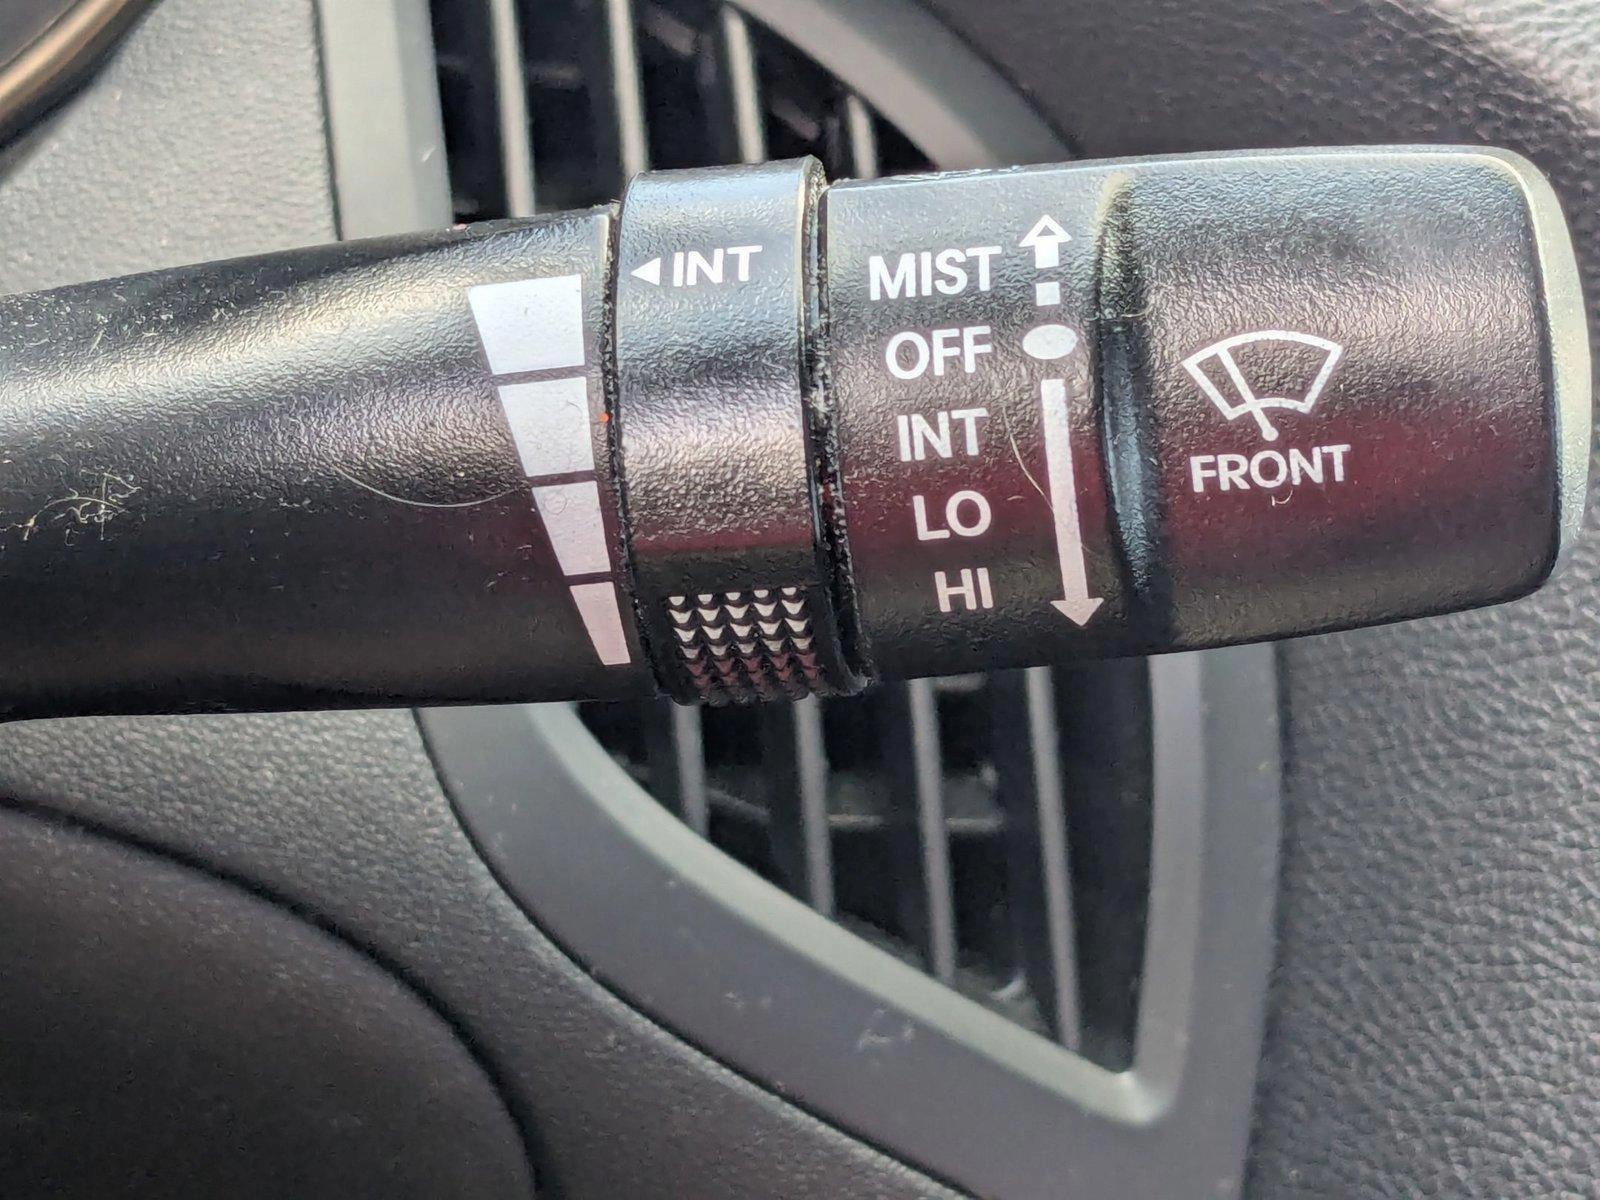 ◄INT
MIST
OFF
INT
LO
HI
FRONT